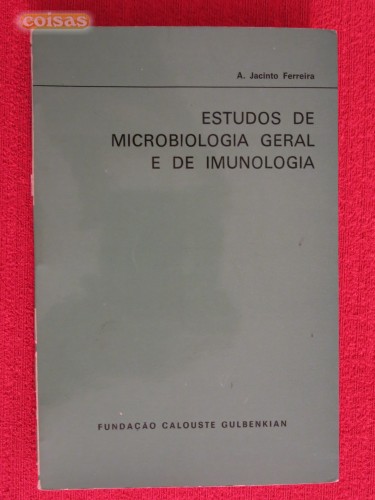 coisas
A. Jacinto Ferreira
ESTUDOS DE
MICROBIOLOGIA GERAL
E DE IMUNOLOGIA
FUNDAÇÃO CALOUSTE GULBENKIAN